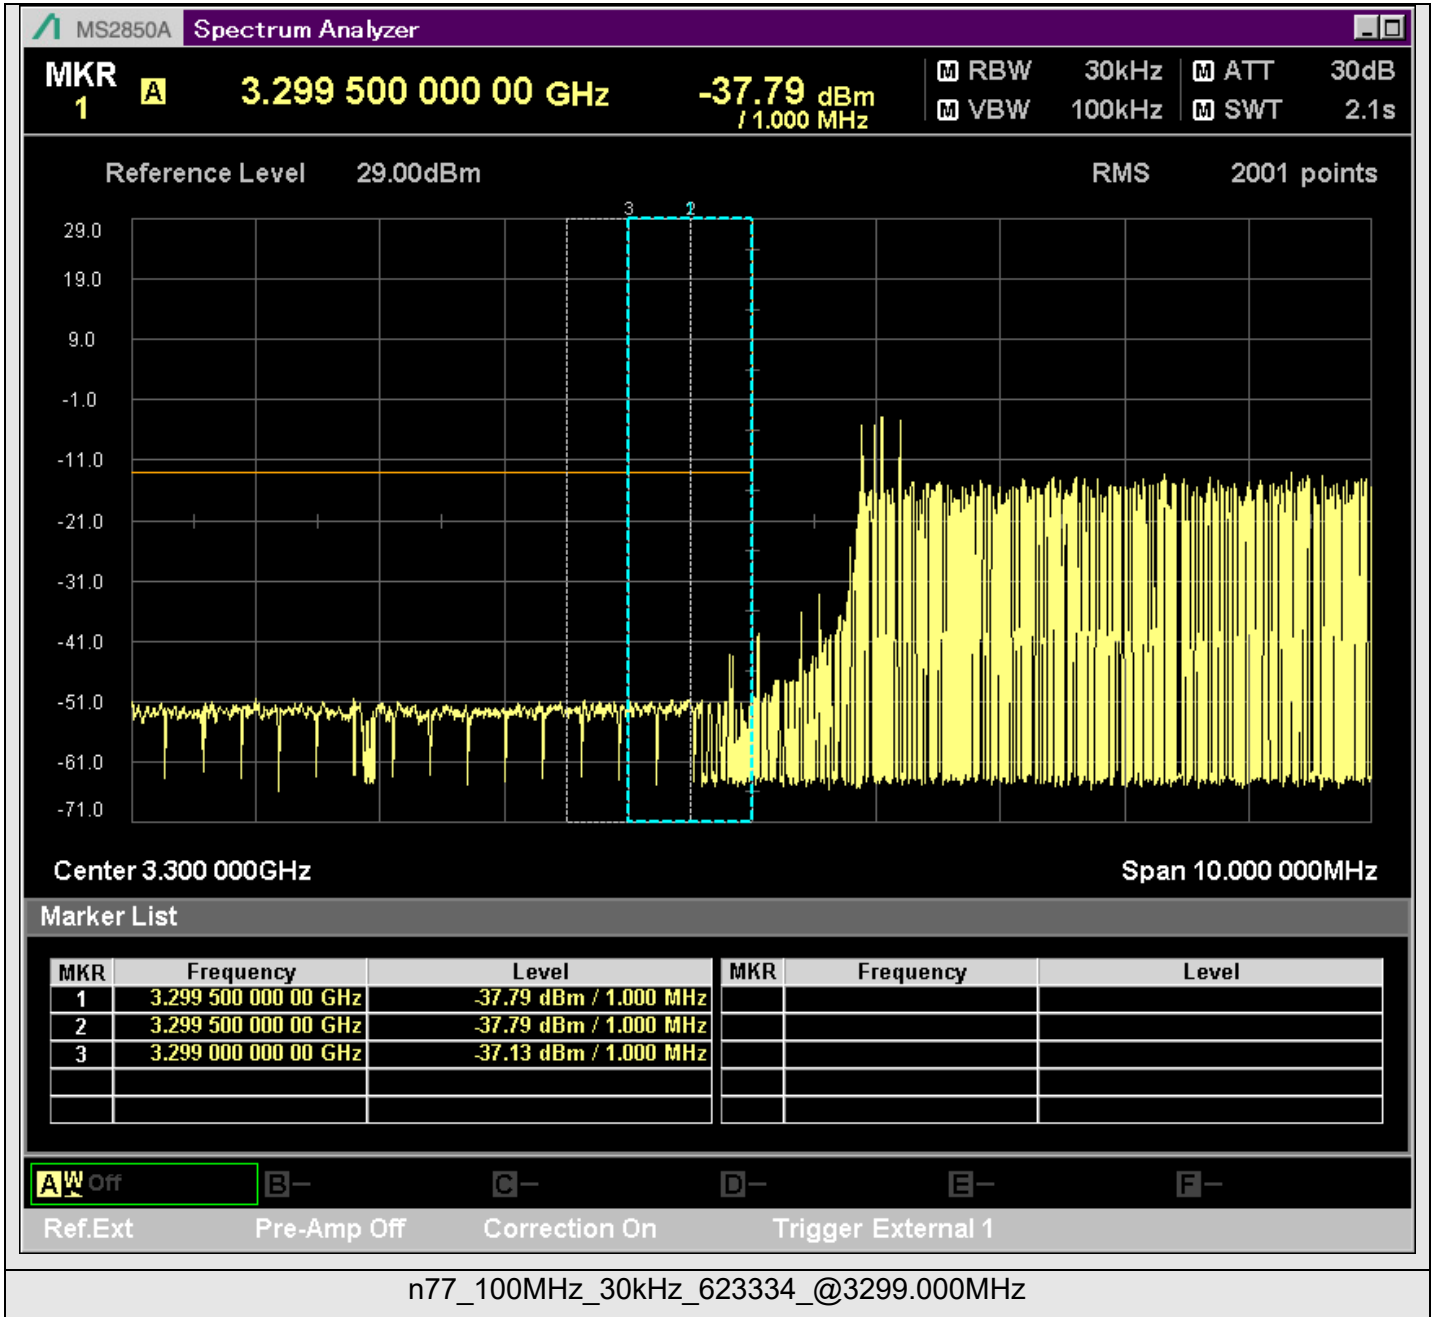 MS2850A Spectrum Analyzer
MKR 1 A 3.299 500 000 00 GHz -37.79 dBm / 1.000 MHz
M RBW 30kHz M ATT 30dB
M VBW 100kHz M SWT 2.1s
Reference Level 29.00dBm RMS 2001 points
3 2
29.0
19.0
9.0
-1.0
-11.0
-21.0
-31.0
-41.0
-51.0
-61.0
-71.0
Center 3.300 000GHz Span 10.000 000MHz
Marker List
MKR Frequency Level MKR Frequency Level
1 3.299 500 000 00 GHz -37.79 dBm / 1.000 MHz
2 3.299 500 000 00 GHz -37.79 dBm / 1.000 MHz
3 3.299 000 000 00 GHz -37.13 dBm / 1.000 MHz
A W Off B- C- D- E- F-
Ref.Ext Pre-Amp Off Correction On Trigger External 1
n77_100MHz_30kHz_623334_@3299.000MHz